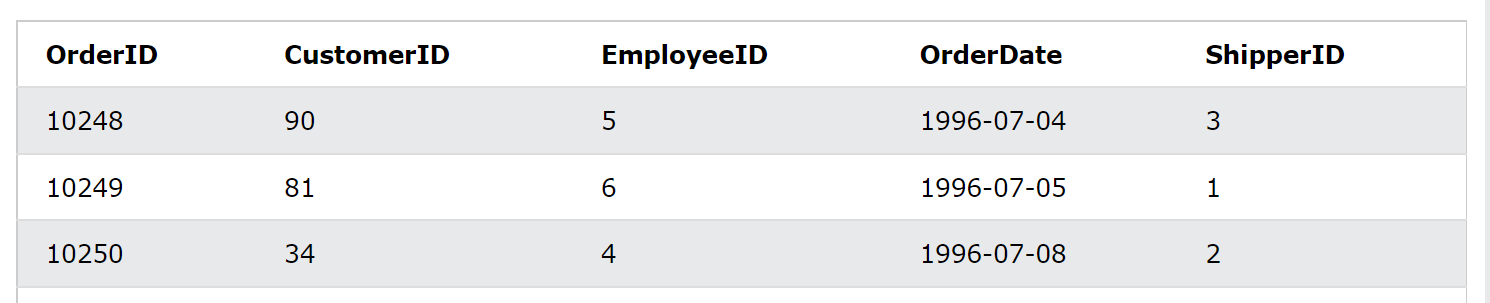 OrderID CustomerID EmployeeID OrderDate ShipperID
10248 90 5 1996-07-04 3
10249 81 6 1996-07-05 1
10250 34 4 1996-07-08 2